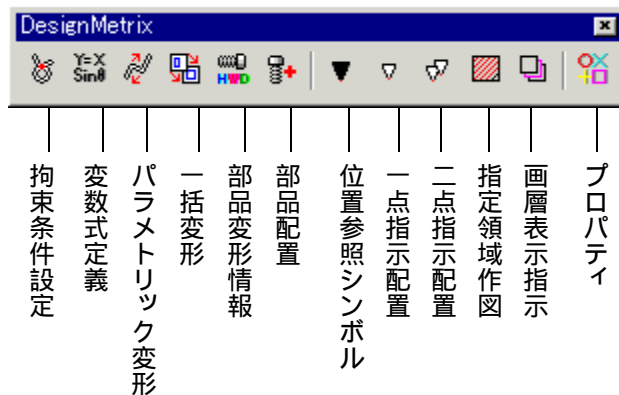 DesignMetrix
Y=X
Sinθ
HWD
拘束条件設定
変数式定義
パラメトリック変形
一括変形
部品変形情報
部品配置
位置参照シンボル
一点指示配置
二点指示配置
指定領域作図
画層表示指示
プロパティ